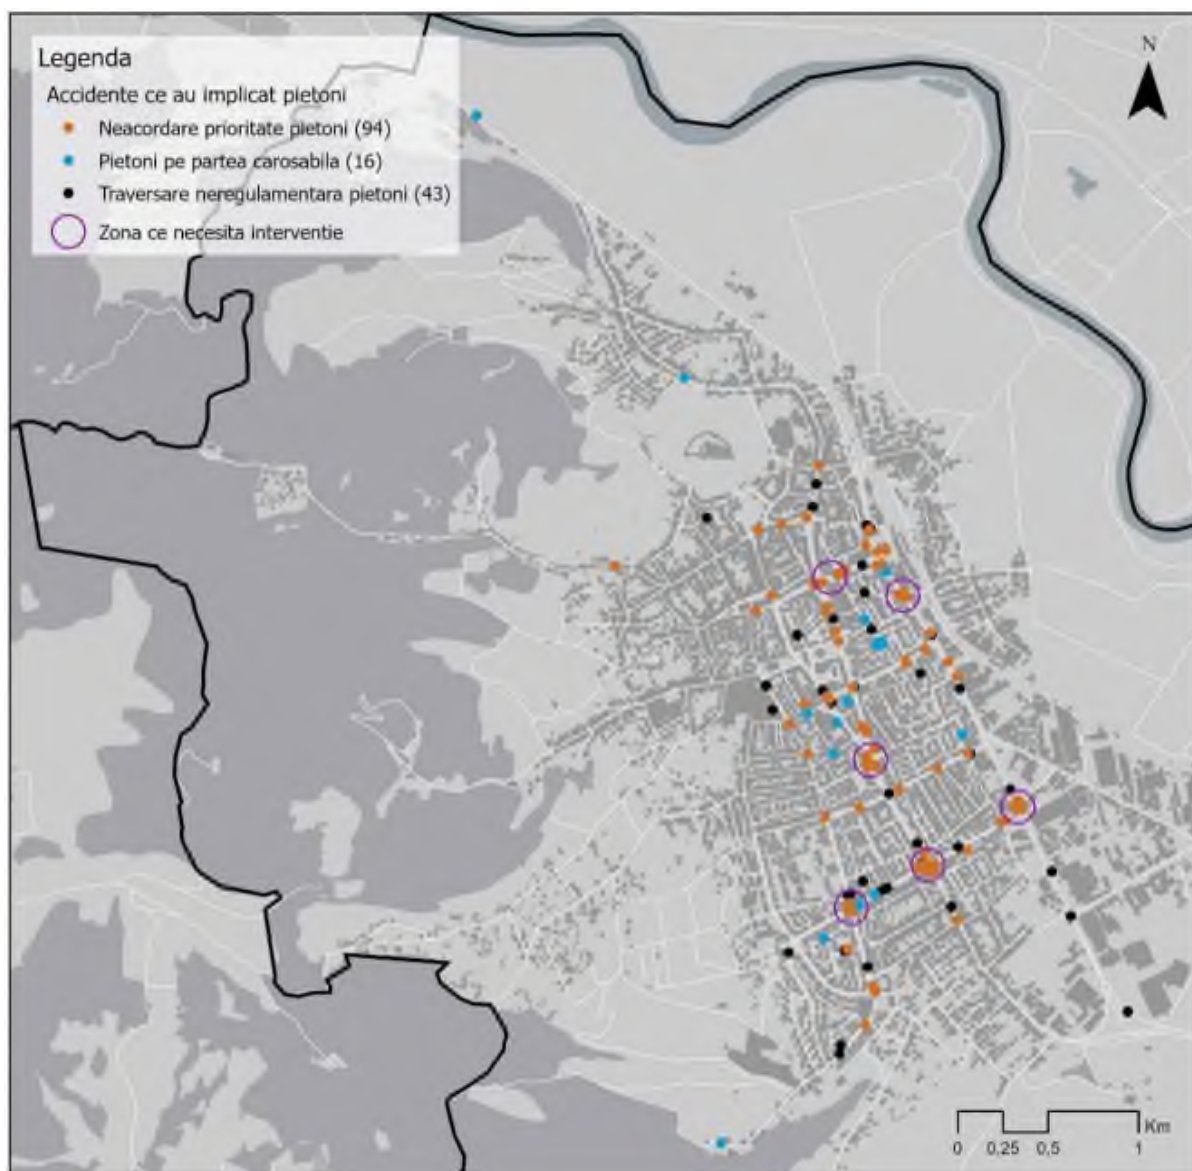 Legenda
Accidente ce au implicat pietoni
Neacordare prioritate pietoni (94)
Pietoni pe partea carosabila (16)
Traversare neregulamentara pietoni (43)
Zona ce necesita interventie
N
Km
0 0,25 0,5 1